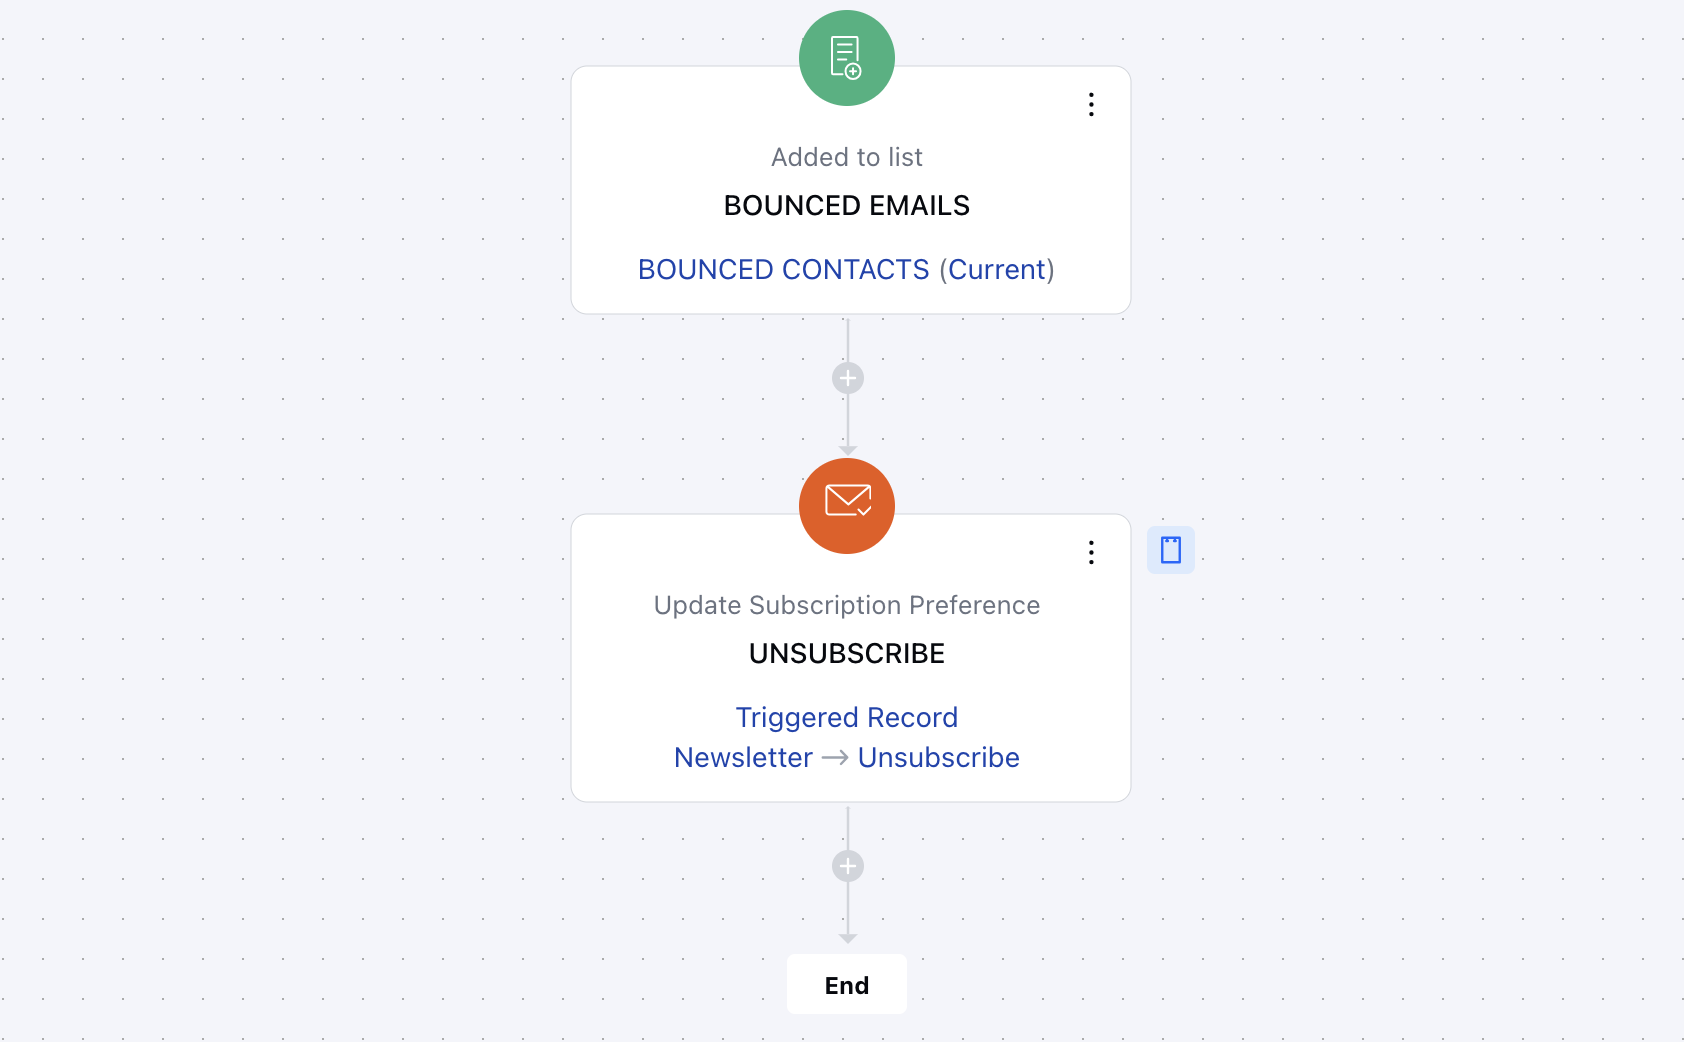 Added to list
BOUNCED EMAILS
BOUNCED CONTACTS (Current)
Update Subscription Preference
UNSUBSCRIBE
Triggered Record
Newsletter → Unsubscribe
End